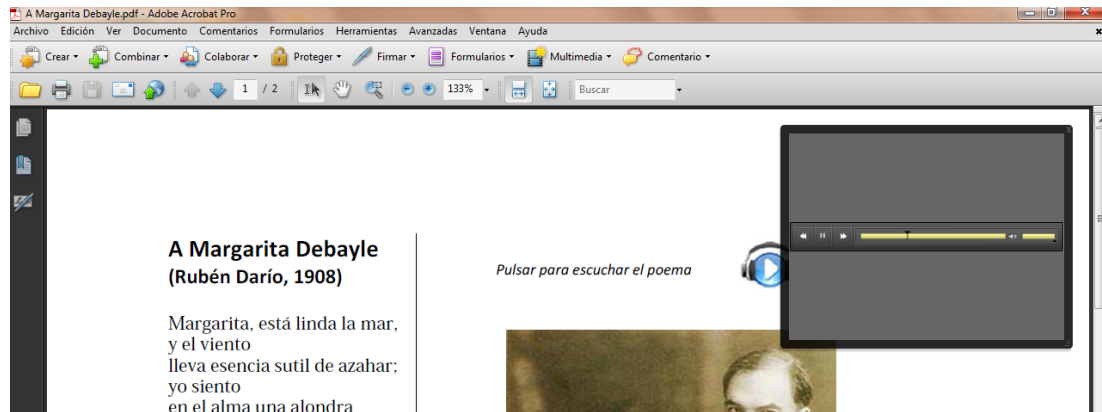 A Margarita Debayle.pdf - Adobe Acrobat Pro
Archivo Edición Ver Documento Comentarios Formularios Herramientas Avanzadas Ventana Ayuda
Crear Combinar Colaborar Proteger Firmar Formularios Multimedia Comentario
1 / 2 133% Buscar
A Margarita Debayle
(Rubén Darío, 1908)
Pulsar para escuchar el poema
Margarita, está linda la mar,
y el viento
lleva esencia sutil de azahar;
yo siento
en el alma una alondra